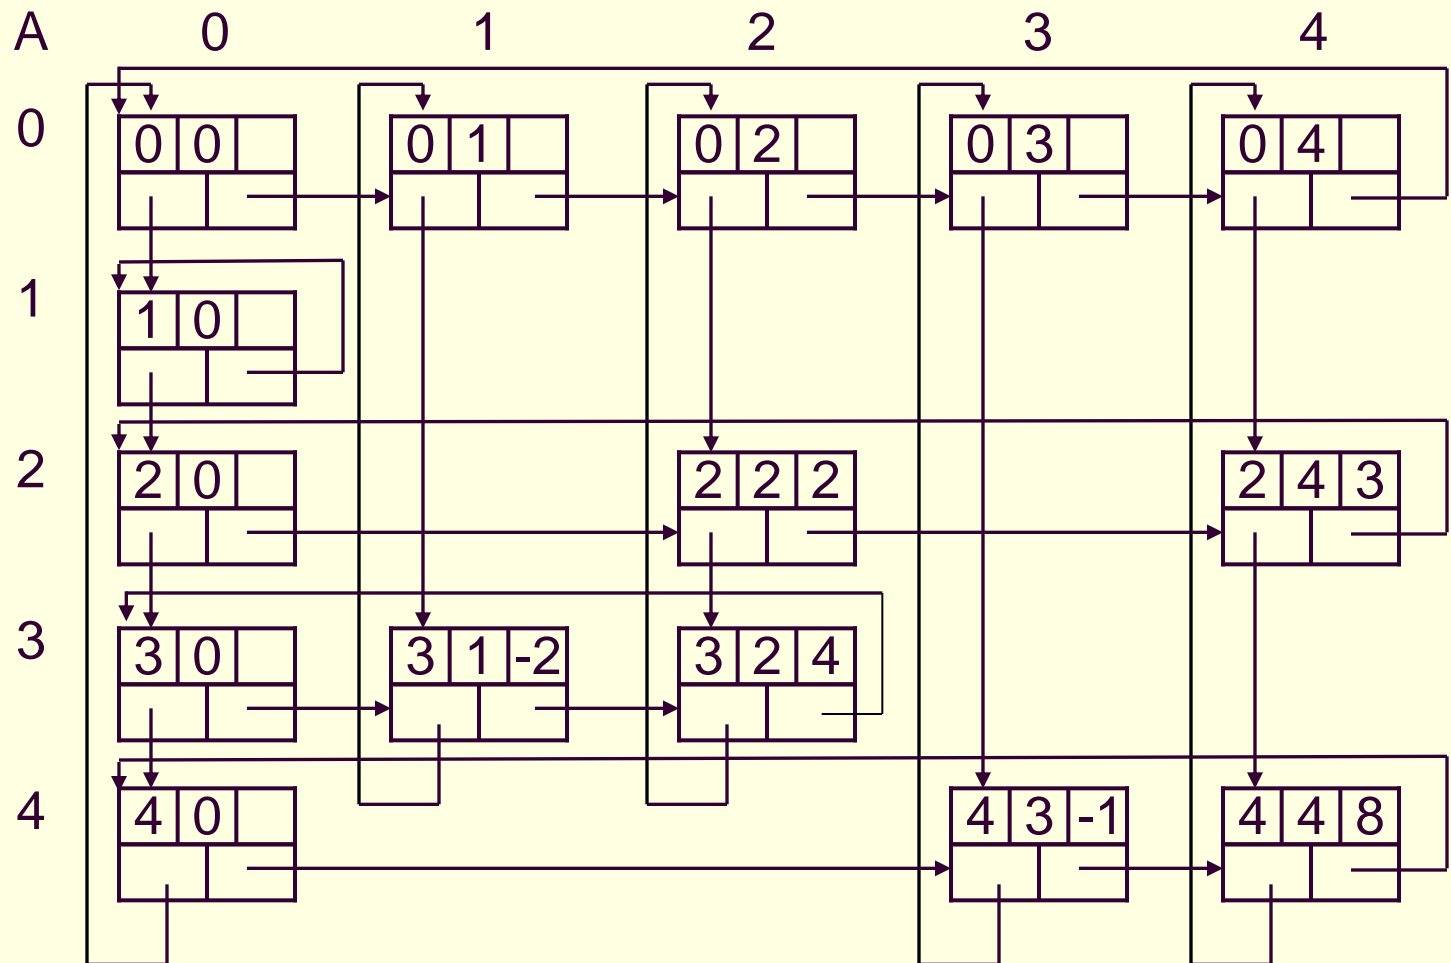 A 0 1 2 3 4
0 0 0 0 1 0 2 0 3 0 4
1 1 0
2 2 0 2 2 2 2 4 3
3 3 0 3 1 -2 3 2 4
4 4 0 4 3 -1 4 4 8